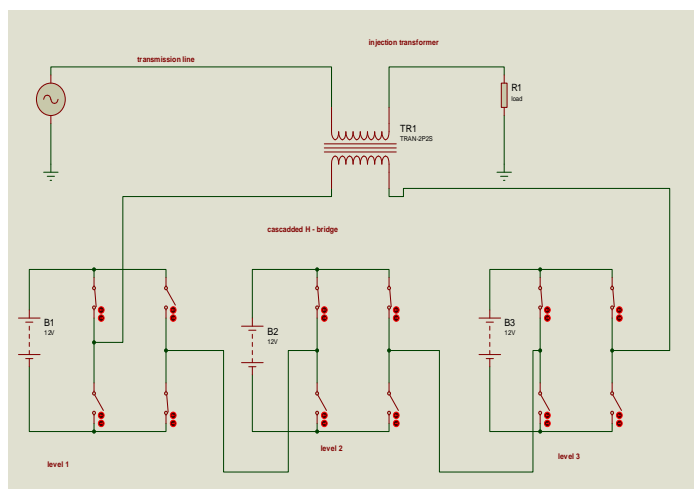 injection transformer
transmission line
R1
load
TR1
TRAN-2P2S
cascadded H - bridge
B1
12V
B2
12V
B3
12V
level 2
level 3
level 1